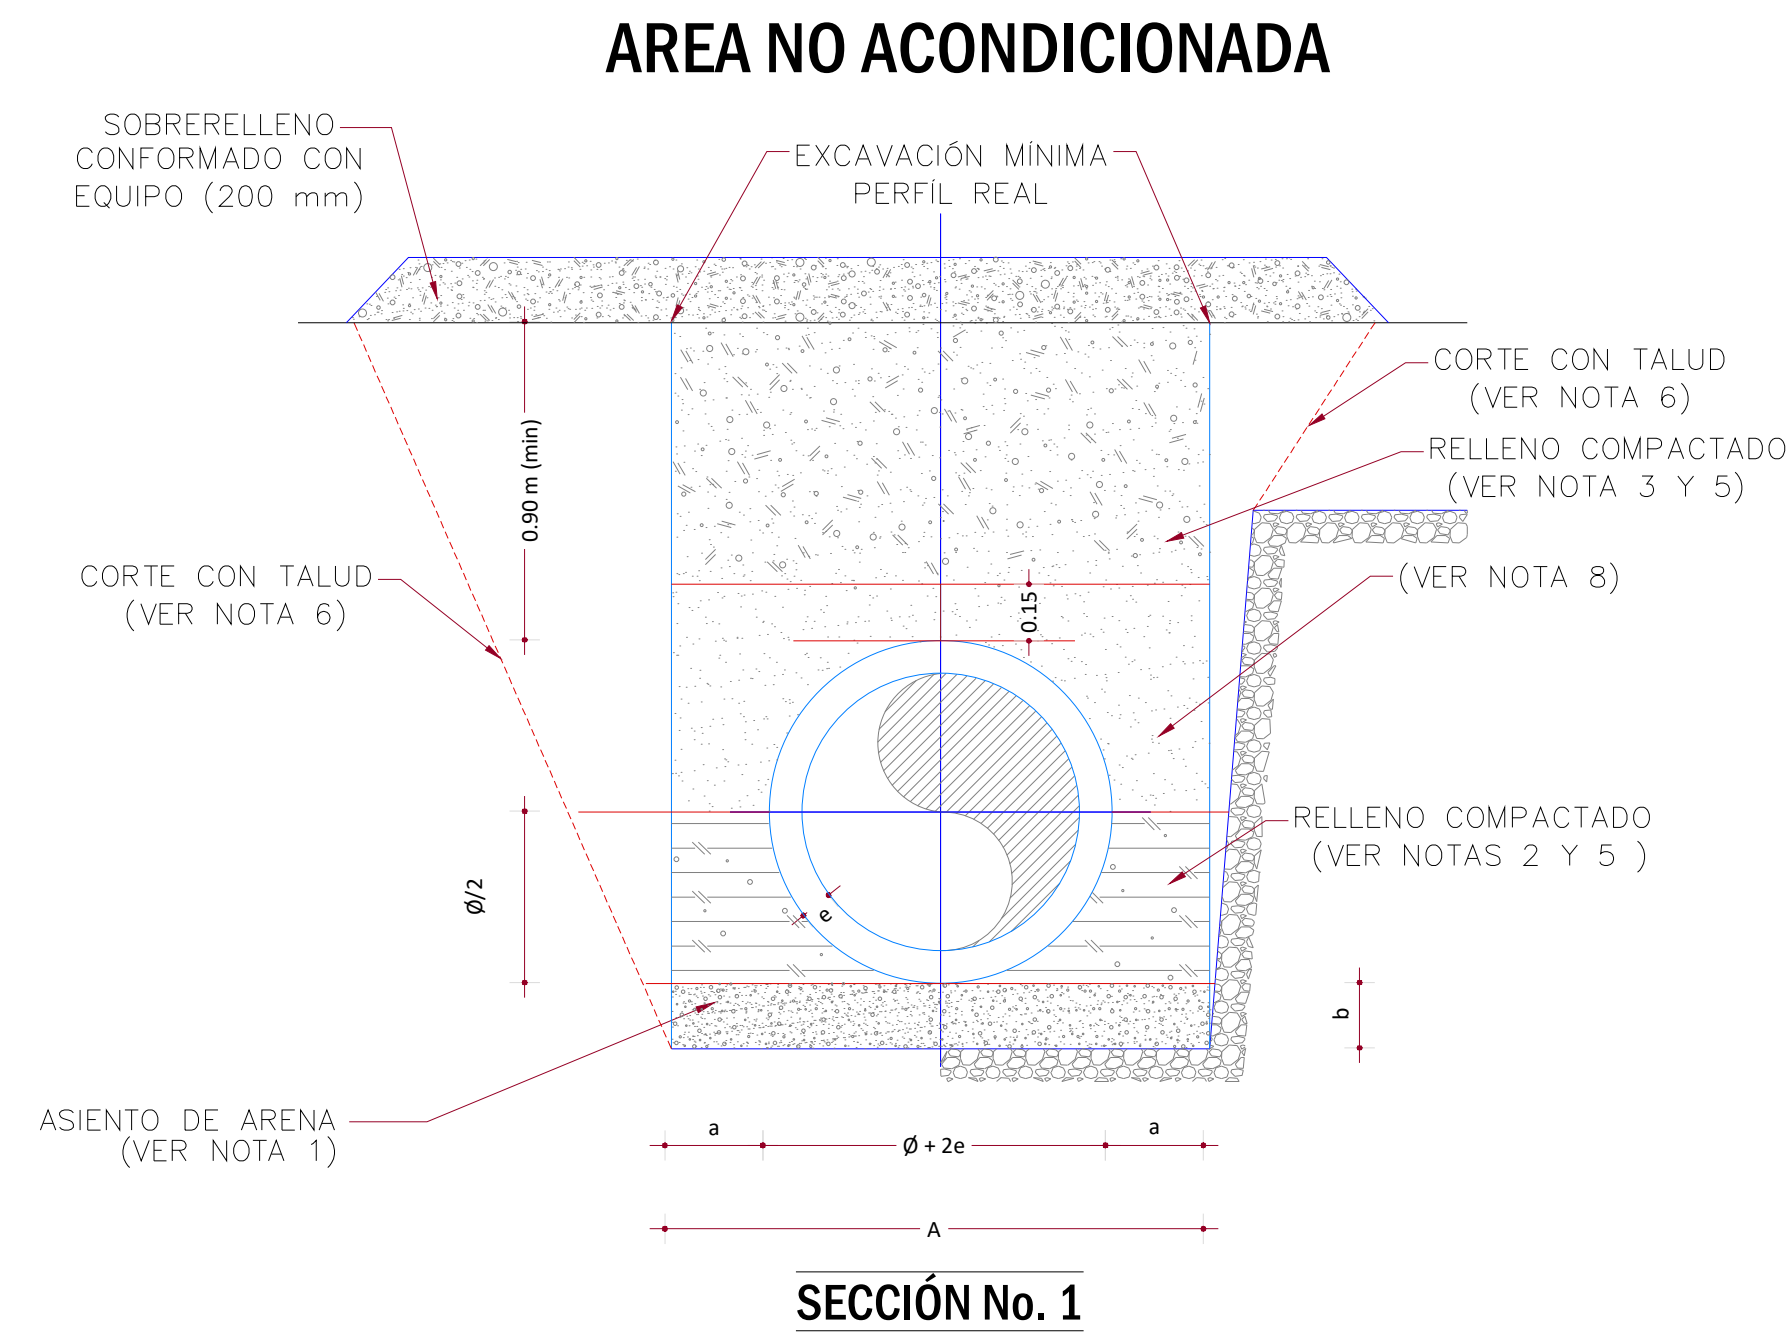 AREA NO ACONDICIONADA
SOBRERELLENO
CONFORMADO CON
EQUIPO (200 mm)
EXCAVACIÓN MÍNIMA
PERFÍL REAL
CORTE CON TALUD
(VER NOTA 6)
RELLENO COMPACTADO
(VER NOTA 3 Y 5)
0.90 m (min)
CORTE CON TALUD
(VER NOTA 6)
(VER NOTA 8)
0.15
RELLENO COMPACTADO
(VER NOTAS 2 Y 5 )
Ø/2
e
b
ASIENTO DE ARENA
(VER NOTA 1)
a
Ø + 2e
a
A
SECCIÓN No. 1